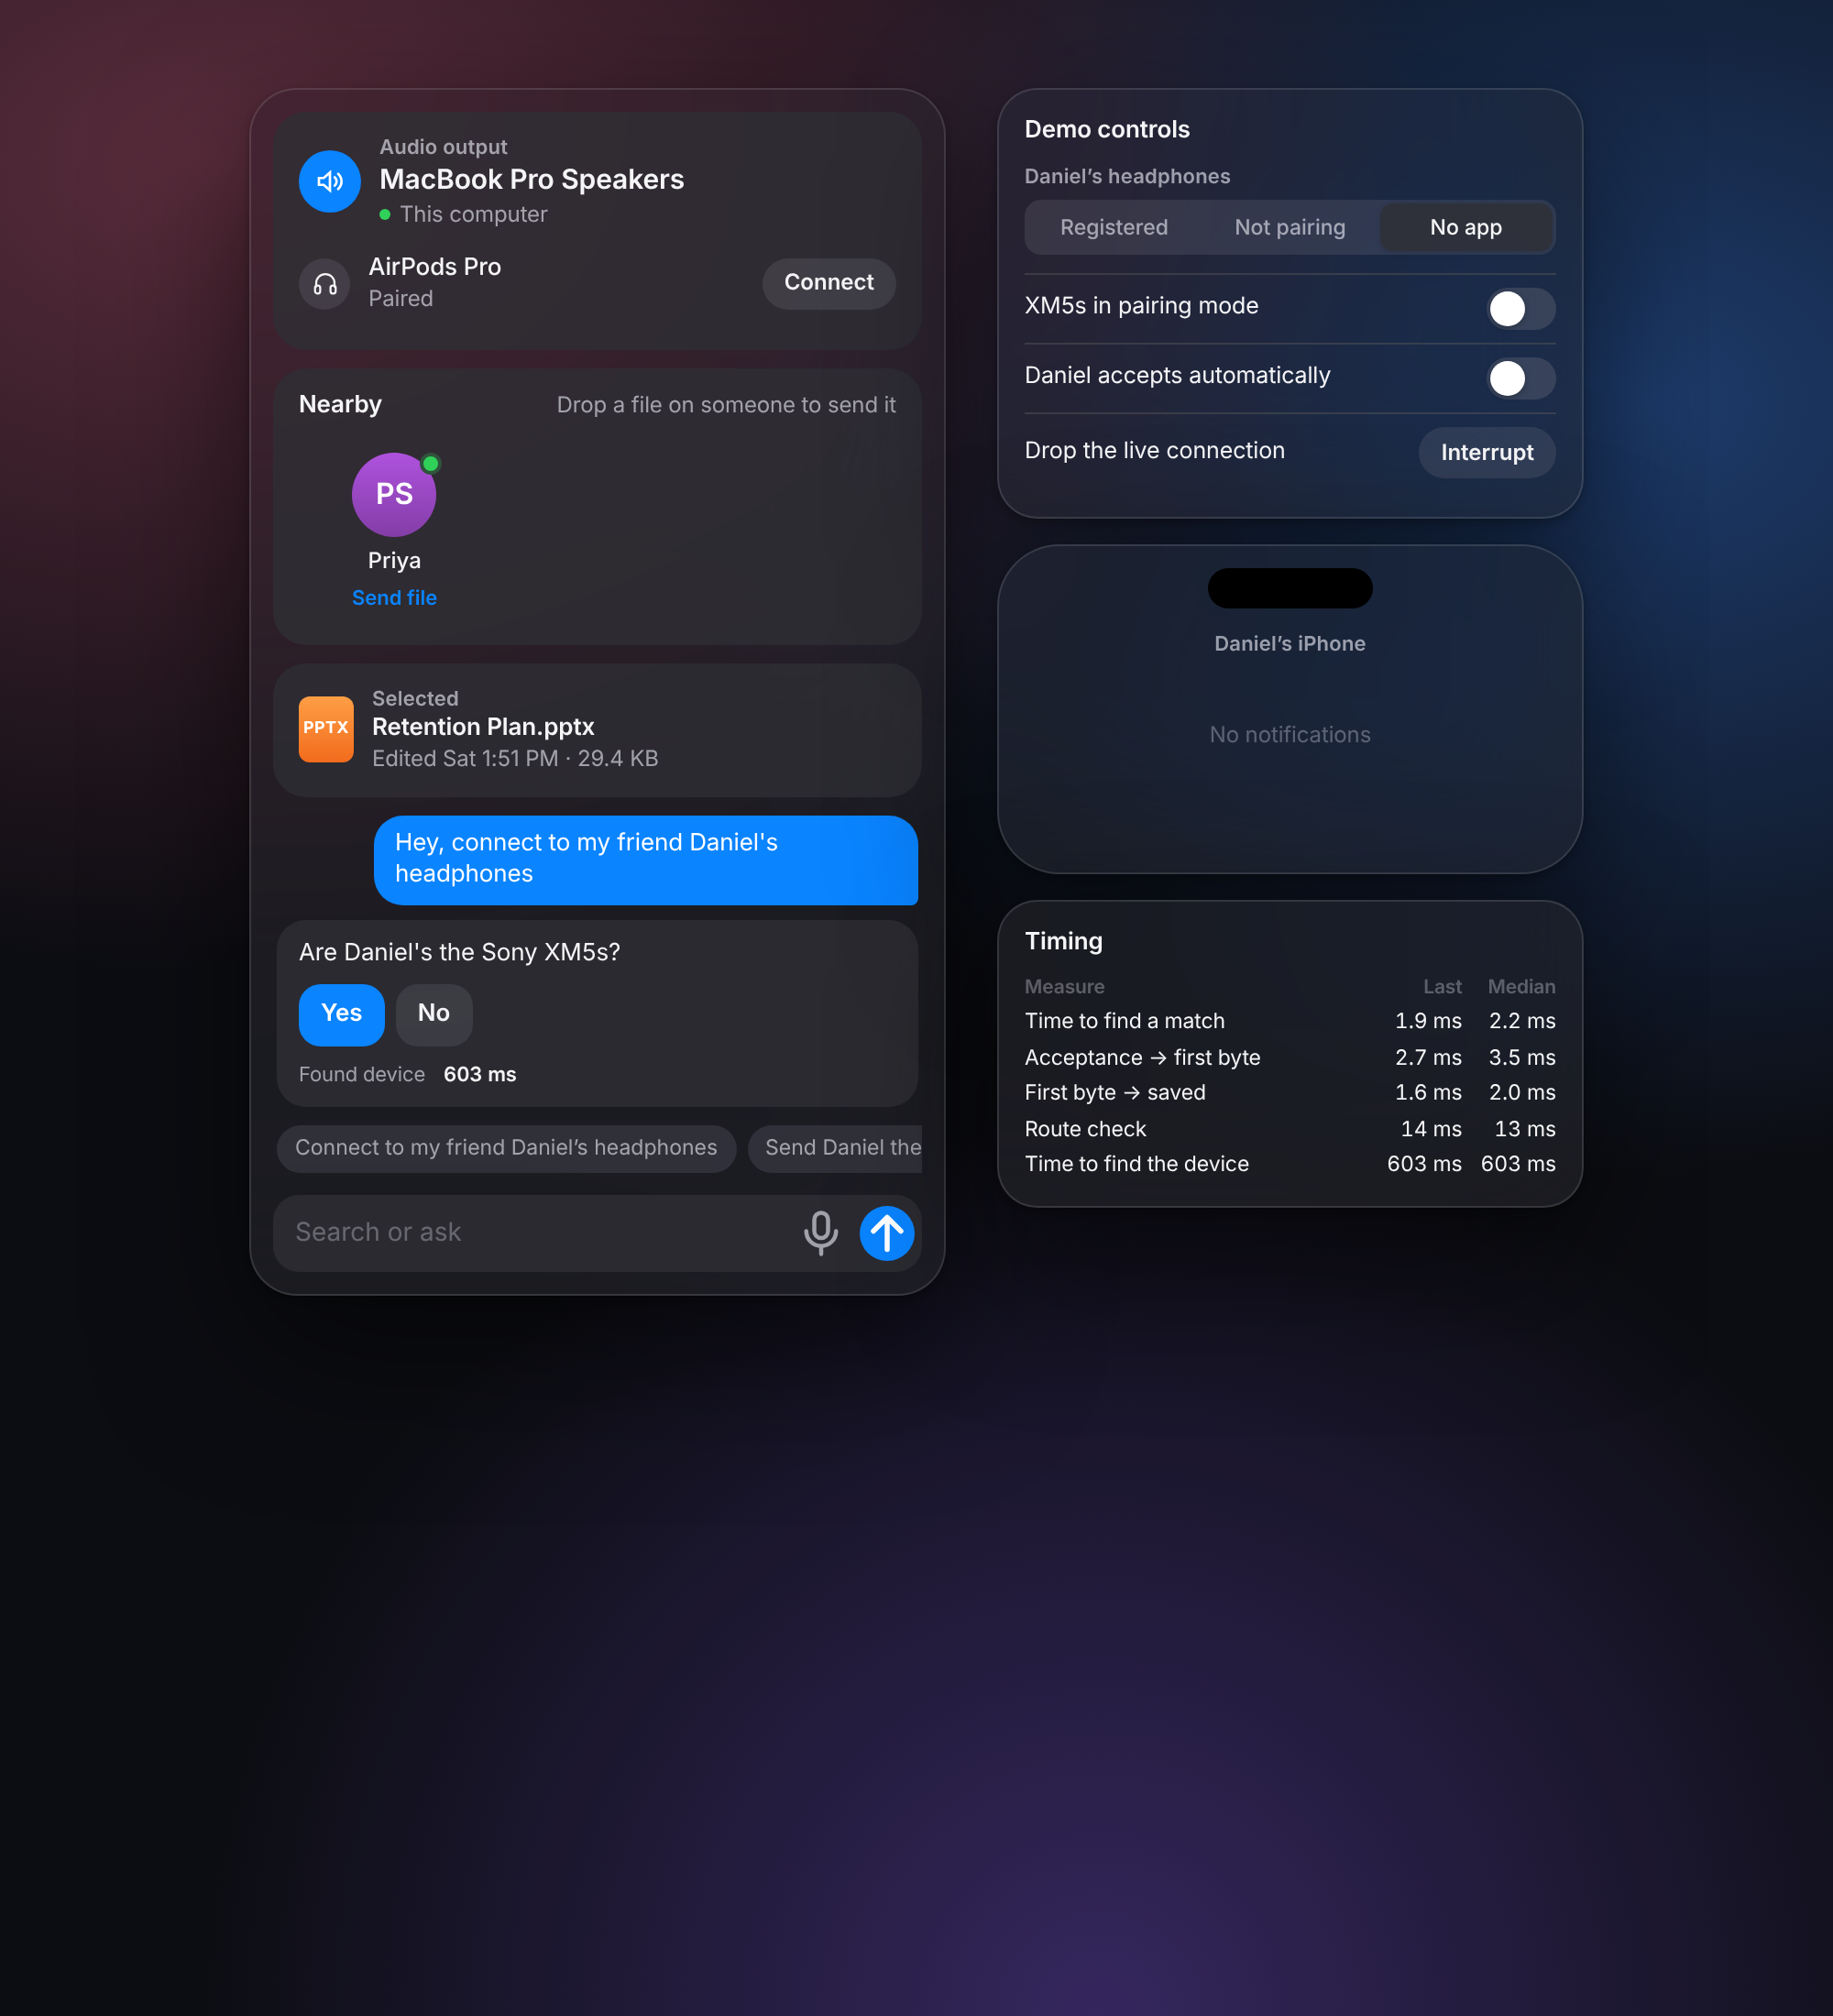 Audio output
MacBook Pro Speakers
This computer
AirPods Pro
Paired
Connect
Nearby
Drop a file on someone to send it
PS
Priya
Send file
PPTX
Selected
Retention Plan.pptx
Edited Sat 1:51 PM · 29.4 KB
Hey, connect to my friend Daniel's
headphones
Are Daniel's the Sony XM5s?
Yes
No
Found device 603 ms
Connect to my friend Daniel’s headphones
Send Daniel the
Search or ask
Demo controls
Daniel’s headphones
Registered
Not pairing
No app
XM5s in pairing mode
Daniel accepts automatically
Drop the live connection
Interrupt
Daniel’s iPhone
No notifications
Timing
Measure Last Median
Time to find a match 1.9 ms 2.2 ms
Acceptance → first byte 2.7 ms 3.5 ms
First byte → saved 1.6 ms 2.0 ms
Route check 14 ms 13 ms
Time to find the device 603 ms 603 ms